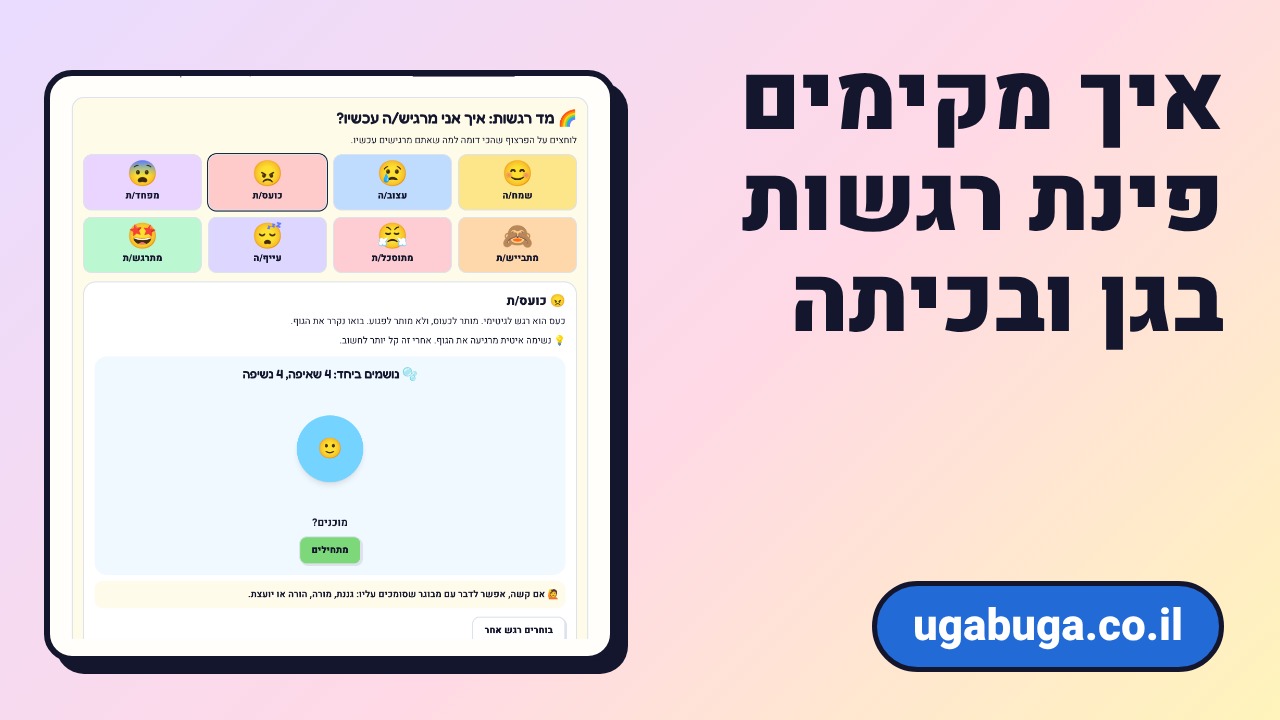 איך מקימים
פינת רגשות
בגן ובכיתה
ugabuga.co.il
🌈 מד רגשות: איך אני מרגיש/ה עכשיו?
לוחצים על הפרצוף שהכי דומה למה שאתם מרגישים עכשיו.
שמח/ה
עצוב/ה
כועס/ת
מפחד/ת
מתבייש/ת
מתוסכל/ת
עייף/ה
מתרגש/ת
😠 כועס/ת
כעס הוא רגש לגיטימי. מותר לכעוס, ולא מותר לפגוע. בואו נקרר את הגוף.
💡 נשימה איטית מרגיעה את הגוף. אחרי זה קל יותר לחשוב.
🫧 נושמים ביחד: 4 שאיפה, 4 נשיפה
מוכנים?
מתחילים
🙋 אם קשה, אפשר לדבר עם מבוגר שסומכים עליו: גננת, מורה, הורה או יועצת.
בוחרים רגש אחר